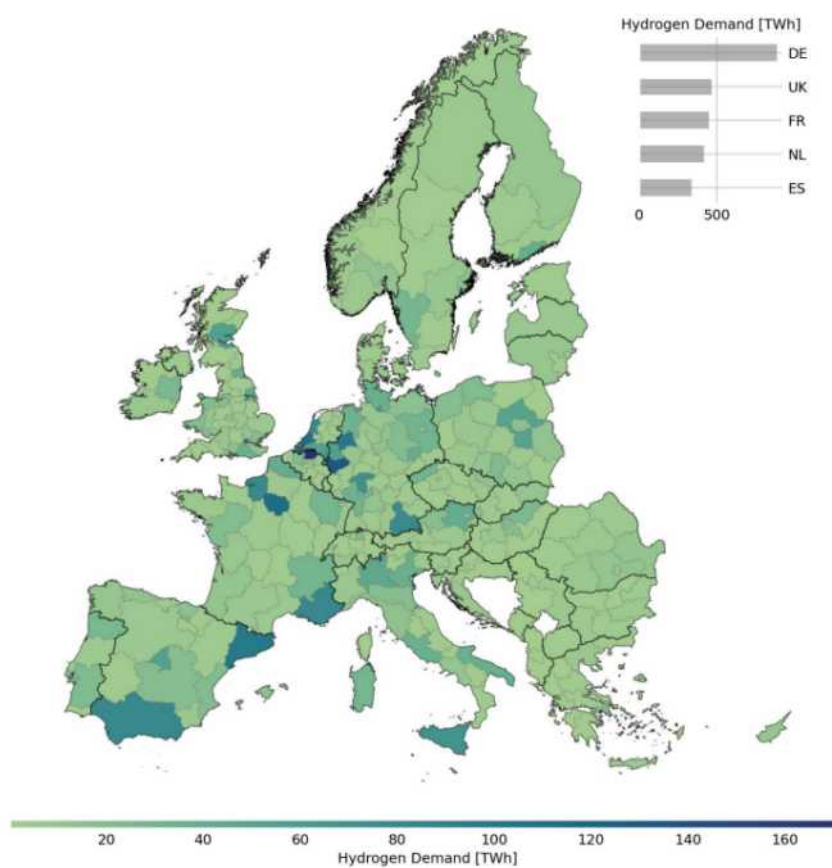 Hydrogen Demand [TWh]
DE
UK
FR
NL
ES
0 500
20 40 60 80 100 120 140 160
Hydrogen Demand [TWh]